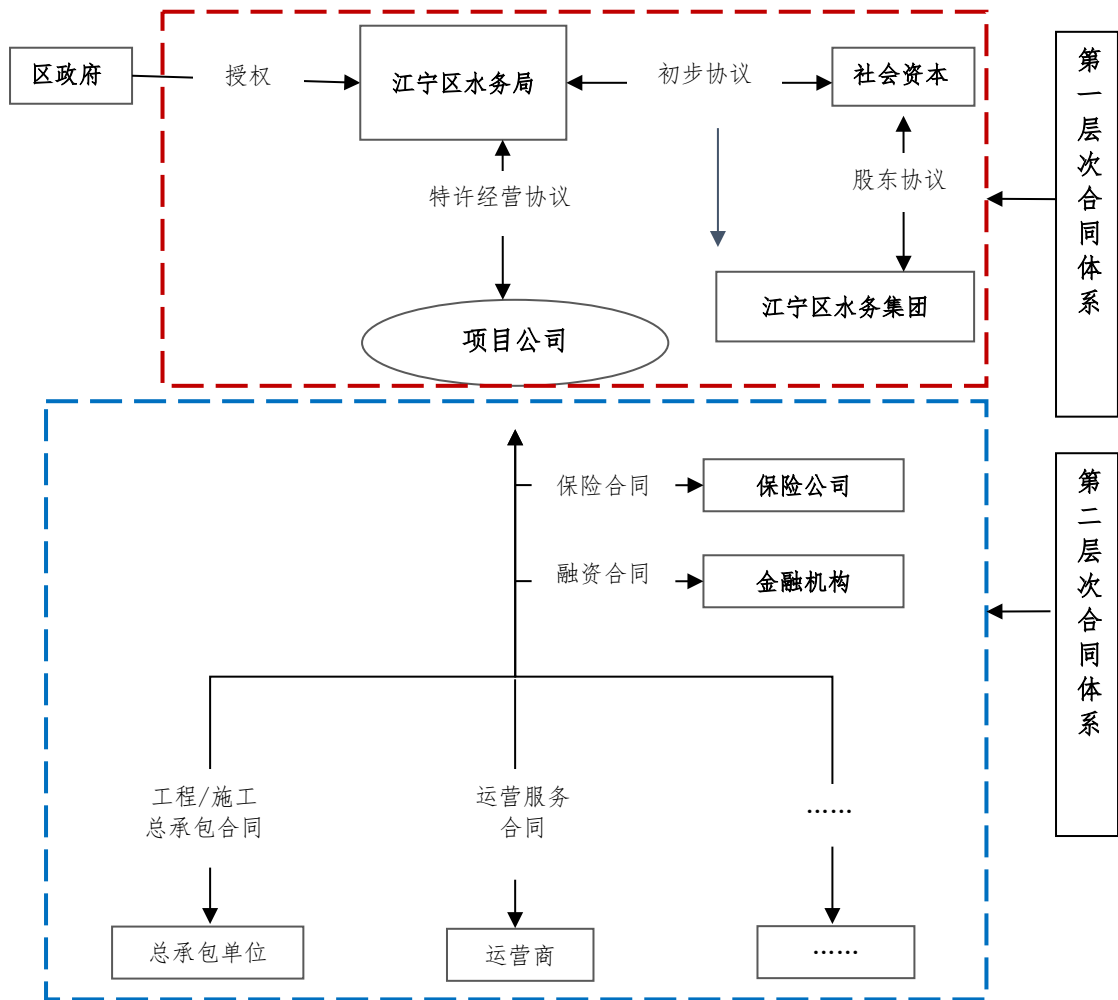 区政府
授权
江宁区水务局
初步协议
社会资本
特许经营协议
股东协议
江宁区水务集团
项目公司
第一层次合同体系
保险合同
保险公司
融资合同
金融机构
第二层次合同体系
工程/施工
总承包合同
运营服务
合同
……
总承包单位
运营商
……